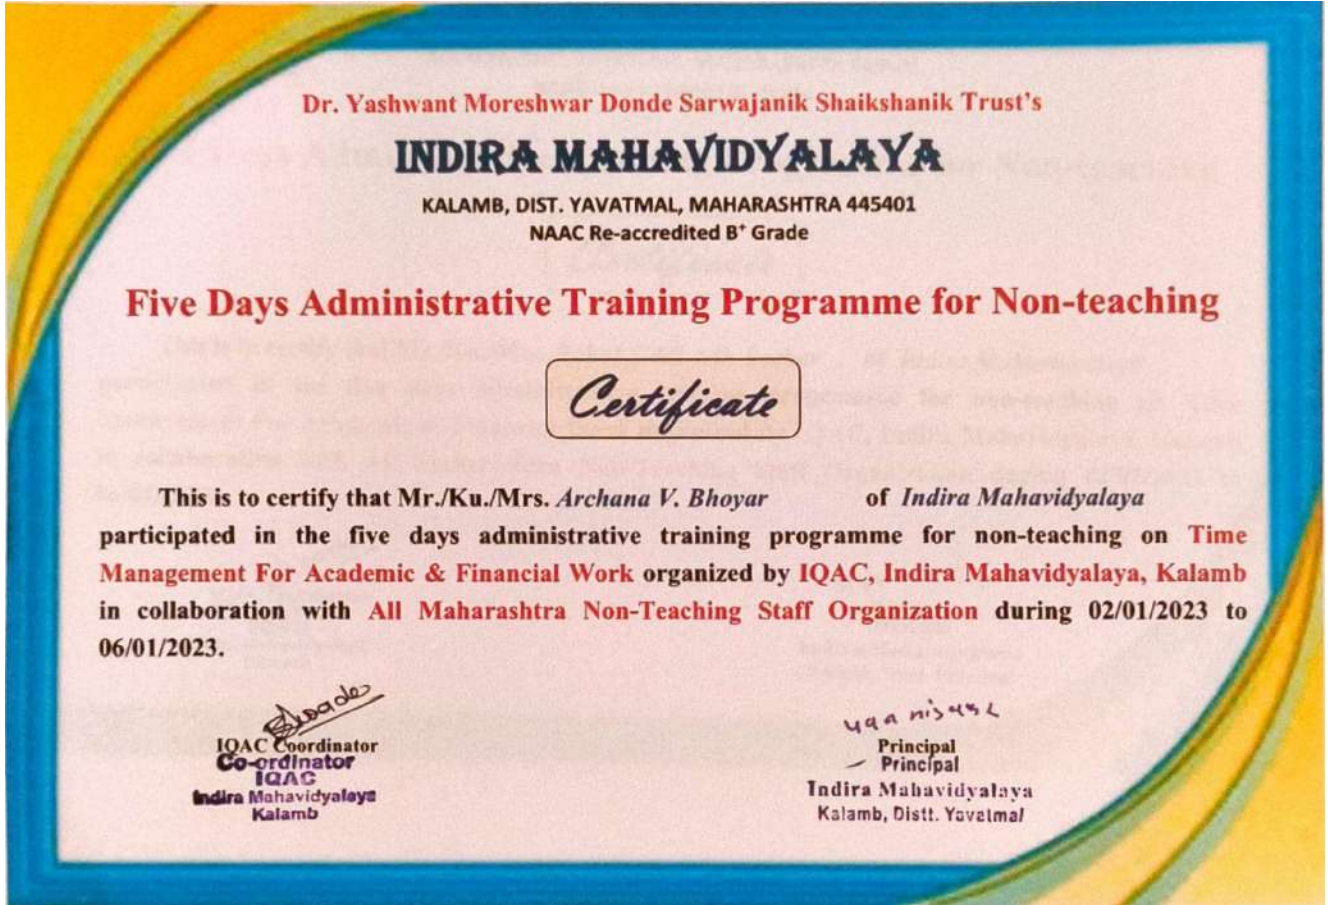 Dr. Yashwant Moreshwar Donde Sarwajanik Shaikshanik Trust's
INDIRA MAHAVIDYALAYA
KALAMB, DIST. YAVATMAL, MAHARASHTRA 445401
NAAC Re-accredited B+ Grade
Five Days Administrative Training Programme for Non-teaching
Certificate
This is to certify that Mr./Ku./Mrs. Archana V. Bhoyar of Indira Mahavidyalaya
participated in the five days administrative training programme for non-teaching on Time
Management For Academic & Financial Work organized by IQAC, Indira Mahavidyalaya, Kalamb
in collaboration with All Maharashtra Non-Teaching Staff Organization during 02/01/2023 to
06/01/2023.
IQAC Coordinator
Co-ordinator
IQAC
Indira Mahavidyalaya
Kalamb
Principal
Principal
Indira Mahavidyalaya
Kalamb, Distt. Yavatmal